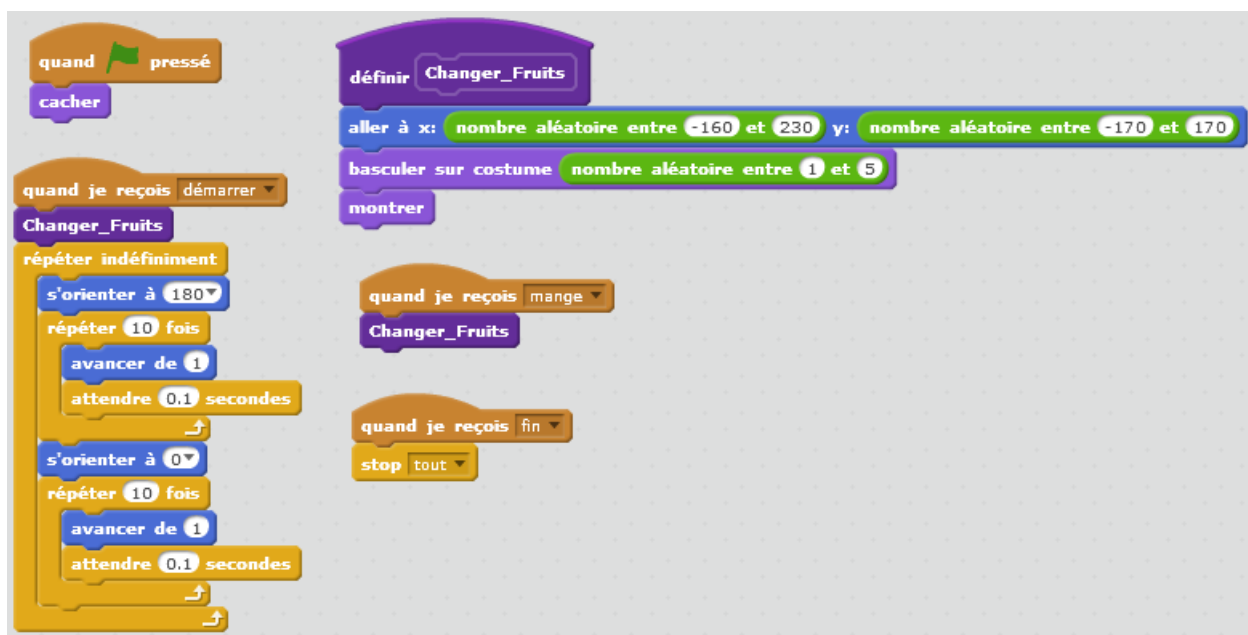 quand pressé
cacher
quand je reçois démarrer
Changer_Fruits
répéter indéfiniment
s'orienter à 180
répéter 10 fois
avancer de 1
attendre 0.1 secondes
s'orienter à 0
répéter 10 fois
avancer de 1
attendre 0.1 secondes
définir Changer_Fruits
aller à x: nombre aléatoire entre -160 et 230 y: nombre aléatoire entre -170 et 170
basculer sur costume nombre aléatoire entre 1 et 5
montrer
quand je reçois mange
Changer_Fruits
quand je reçois fin
stop tout